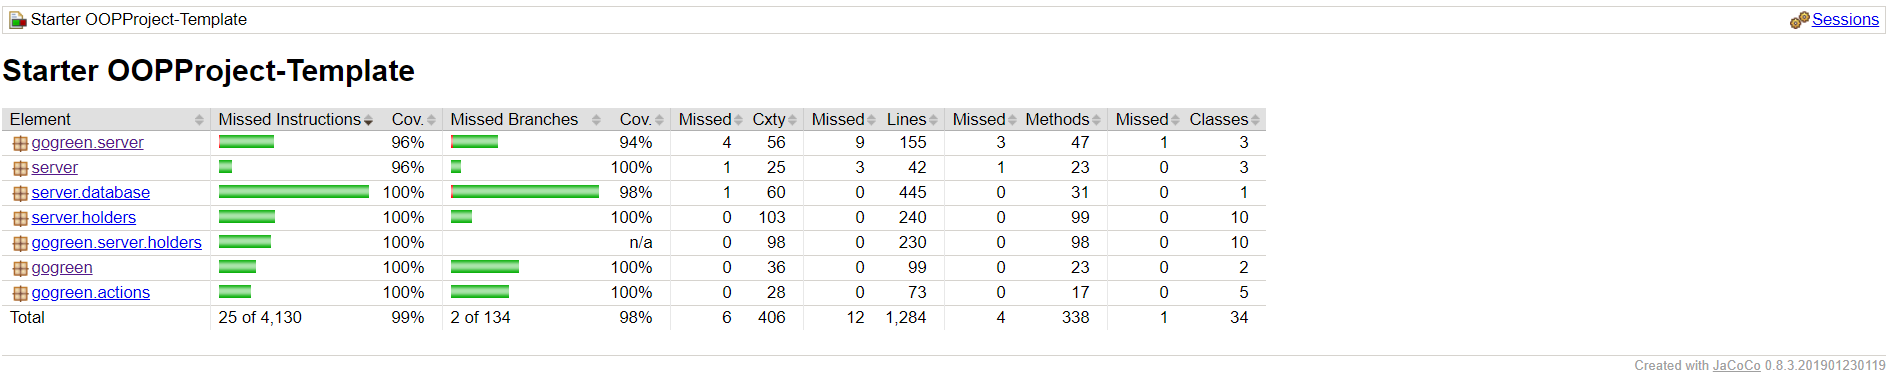 Starter OOPProject-Template Sessions
Starter OOPProject-Template
Element Missed Instructions Cov. Missed Branches Cov. Missed Cxty Missed Lines Missed Methods Missed Classes
gogreen.server 96% 94% 4 56 9 155 3 47 1 3
server 96% 100% 1 25 3 42 1 23 0 3
server.database 100% 98% 1 60 0 445 0 31 0 1
server.holders 100% 100% 0 103 0 240 0 99 0 10
gogreen.server.holders 100% n/a 0 98 0 230 0 98 0 10
gogreen 100% 100% 0 36 0 99 0 23 0 2
gogreen.actions 100% 100% 0 28 0 73 0 17 0 5
Total 25 of 4,130 99% 2 of 134 98% 6 406 12 1,284 4 338 1 34
Created with JaCoCo 0.8.3.201901230119